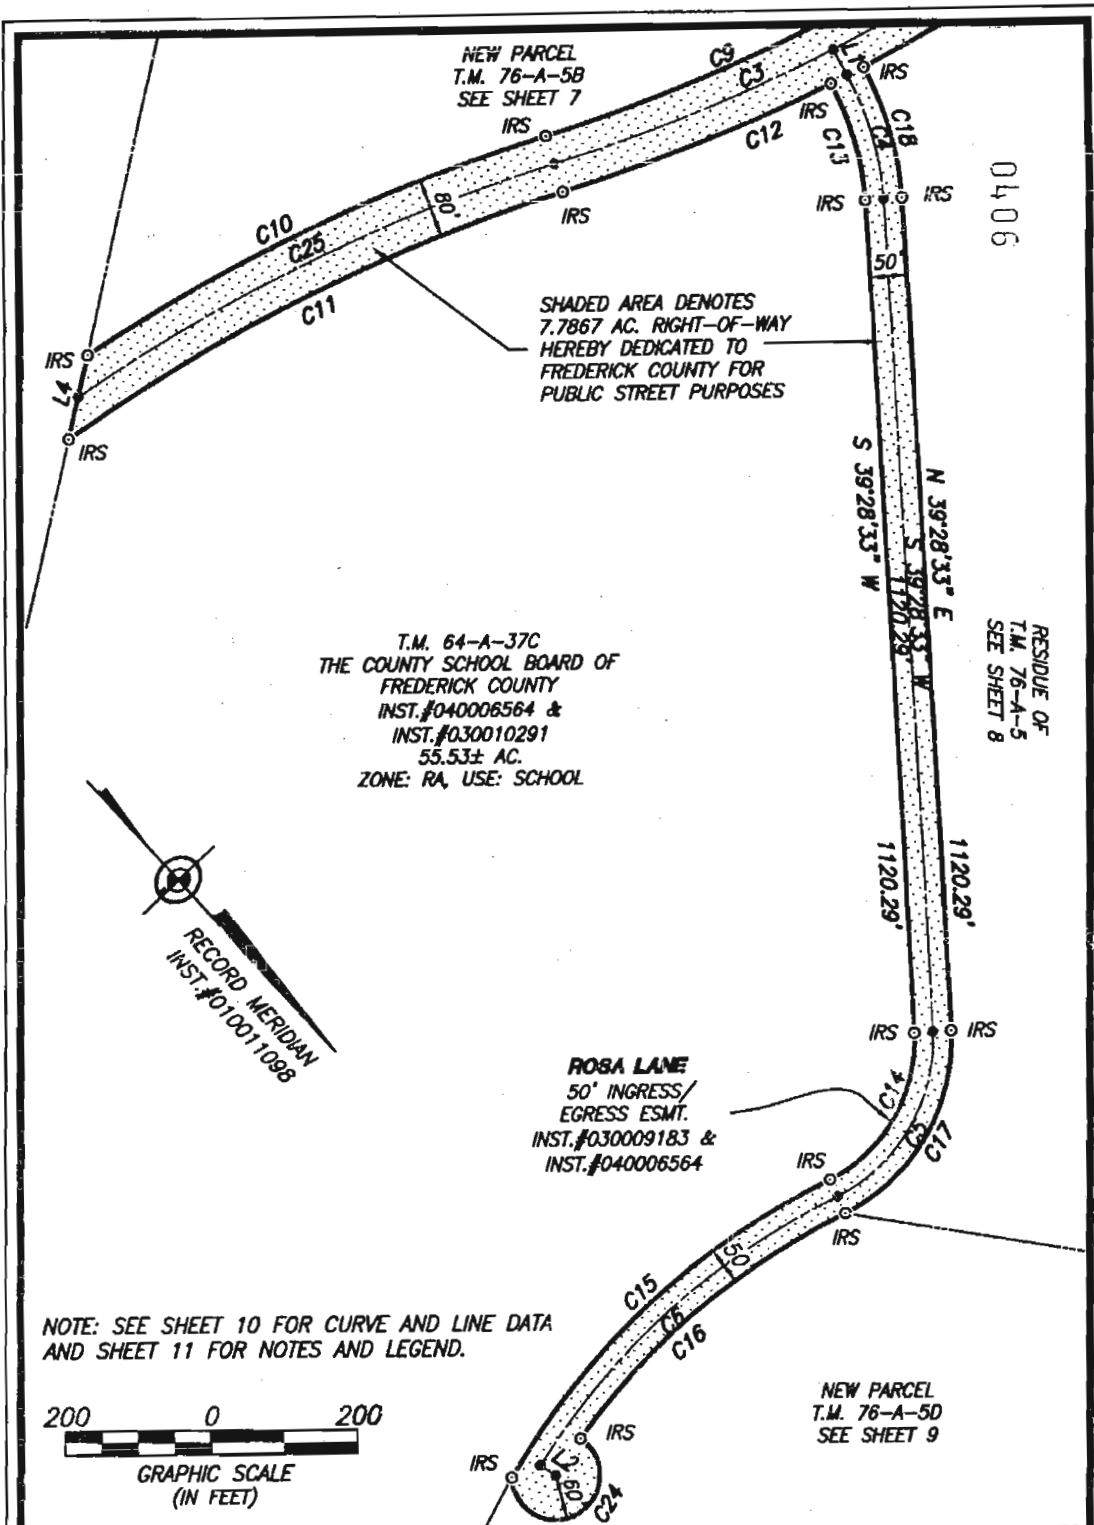 NEW PARCEL
T.M. 76-A-5B
SEE SHEET 7
C9
C3
L1
IRS
IRS
IRS
C12
C13
C4
C18
IRS
IRS
IRS
C10
C25
C11
80'
50'
0406
SHADED AREA DENOTES
7.7867 AC. RIGHT-OF-WAY
HEREBY DEDICATED TO
FREDERICK COUNTY FOR
PUBLIC STREET PURPOSES
IRS
L4
IRS
S 39°28'33" W
N 39°28'33" E
S 39°28'33" W
1120.29'
RESIDUE OF
T.M. 76-A-5
SEE SHEET 8
T.M. 64-A-37C
THE COUNTY SCHOOL BOARD OF
FREDERICK COUNTY
INST.#040006564 &
INST.#030010291
55.53± AC.
ZONE: RA, USE: SCHOOL
1120.29'
1120.29'
RECORD MERIDIAN
INST.#010011098
IRS
IRS
ROSA LANE
50' INGRESS/
EGRESS ESMT.
INST.#030009183 &
INST.#040006564
C14
C5
C17
IRS
IRS
50'
C15
C6
C16
NOTE: SEE SHEET 10 FOR CURVE AND LINE DATA
AND SHEET 11 FOR NOTES AND LEGEND.
200 0 200
GRAPHIC SCALE
(IN FEET)
NEW PARCEL
T.M. 76-A-5D
SEE SHEET 9
IRS
IRS
L2
60'
C24